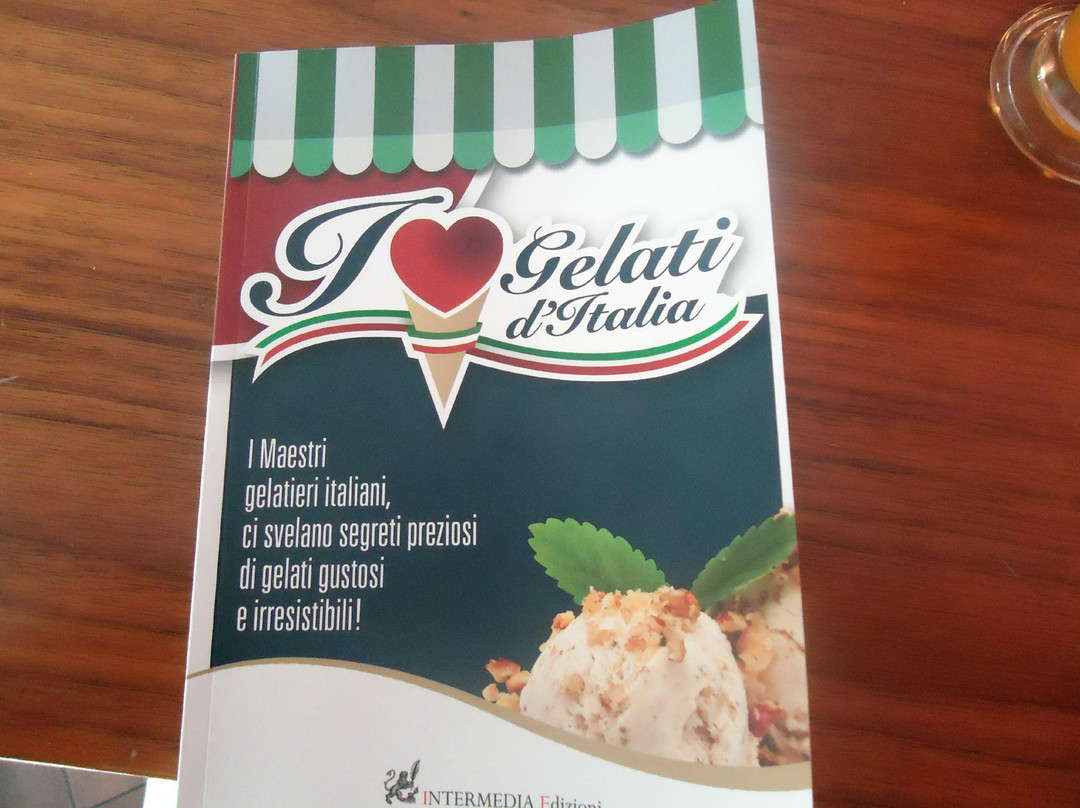 I Gelati
d'Italia
I Maestri
gelatieri italiani,
ci svelano segreti preziosi
di gelati gustosi
e irresistibili!
INTERMEDIA Edizioni